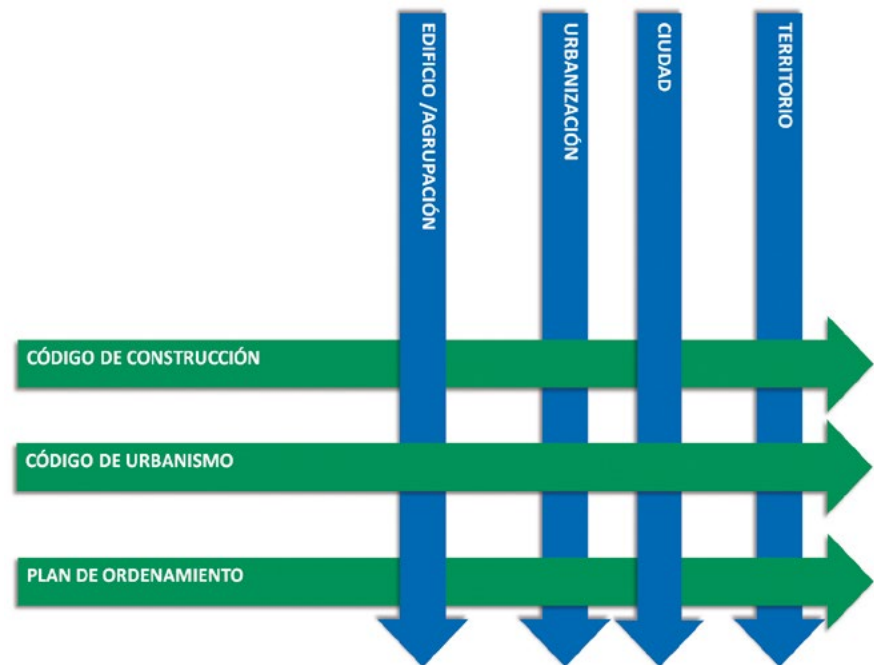 EDIFICIO /AGRUPACIÓN
URBANIZACIÓN
CIUDAD
TERRITORIO
CÓDIGO DE CONSTRUCCIÓN
CÓDIGO DE URBANISMO
PLAN DE ORDENAMIENTO